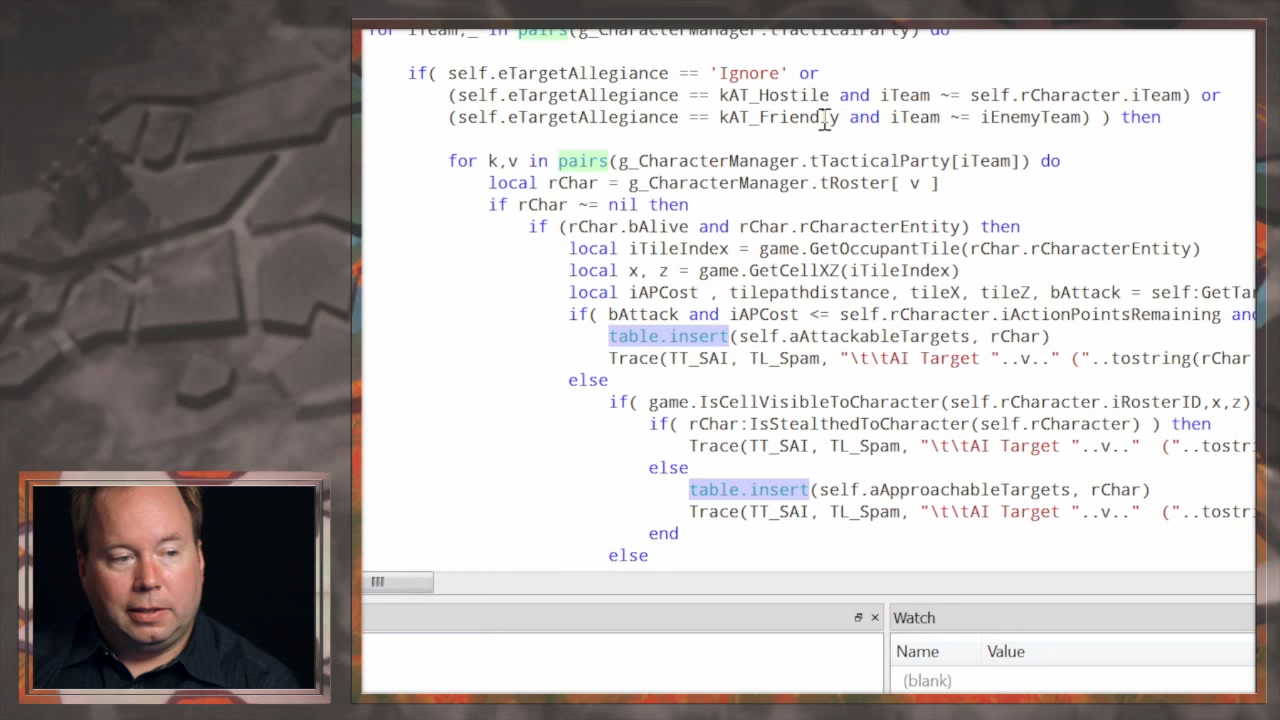 for iTeam,_ in pairs(g_CharacterManager.tTacticalParty) do
if( self.eTargetAllegiance == 'Ignore' or
(self.eTargetAllegiance == kAT_Hostile and iTeam ~= self.rCharacter.iTeam) or
(self.eTargetAllegiance == kAT_Friendly and iTeam ~= iEnemyTeam) ) then
for k,v in pairs(g_CharacterManager.tTacticalParty[iTeam]) do
local rChar = g_CharacterManager.tRoster[ v ]
if rChar ~= nil then
if (rChar.bAlive and rChar.rCharacterEntity) then
local iTileIndex = game.GetOccupantTile(rChar.rCharacterEntity)
local x, z = game.GetCellXZ(iTileIndex)
local iAPCost , tilepathdistance, tileX, tileZ, bAttack = self:GetTar
if( bAttack and iAPCost <= self.rCharacter.iActionPointsRemaining and
table.insert(self.aAttackableTargets, rChar)
Trace(TT_SAI, TL_Spam, "\t\tAI Target "..v.." ("..tostring(rChar
else
if( game.IsCellVisibleToCharacter(self.rCharacter.iRosterID,x,z)
if( rChar:IsStealthedToCharacter(self.rCharacter) ) then
Trace(TT_SAI, TL_Spam, "\t\tAI Target "..v.." ("..tostri
else
table.insert(self.aApproachableTargets, rChar)
Trace(TT_SAI, TL_Spam, "\t\tAI Target "..v.." ("..tostri
end
else
Watch
Name Value
(blank)